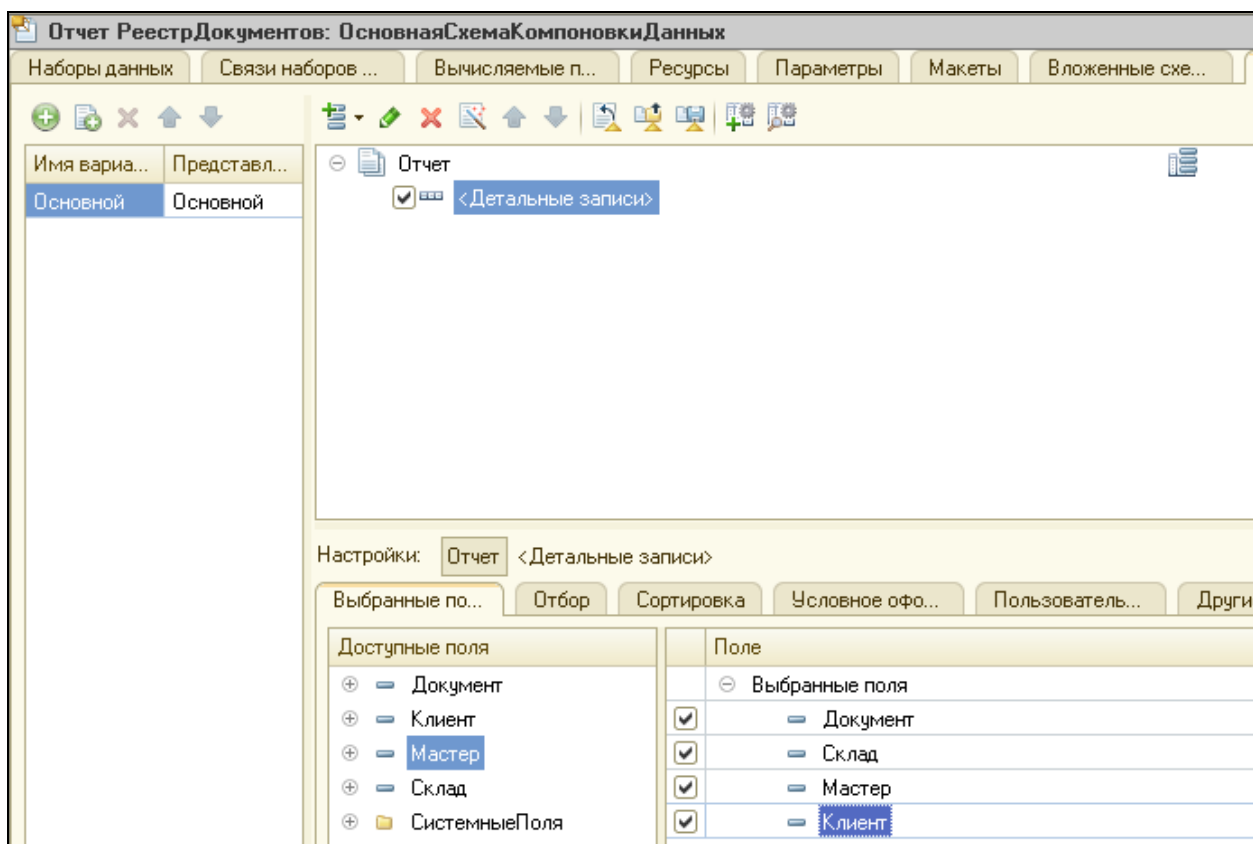 Отчет РеестрДокументов: ОсновнаяСхемаКомпоновкиДанных
Наборы данных Связи наборов ... Вычисляемые п... Ресурсы Параметры Макеты Вложенные схе...
Имя вариа... Представл...
Основной Основной
Отчет
<Детальные записи>
Настройки: Отчет <Детальные записи>
Выбранные по... Отбор Сортировка Условное офо... Пользователь... Други
Доступные поля Поле
Документ Выбранные поля
Клиент Документ
Мастер Склад
Склад Мастер
СистемныеПоля Клиент